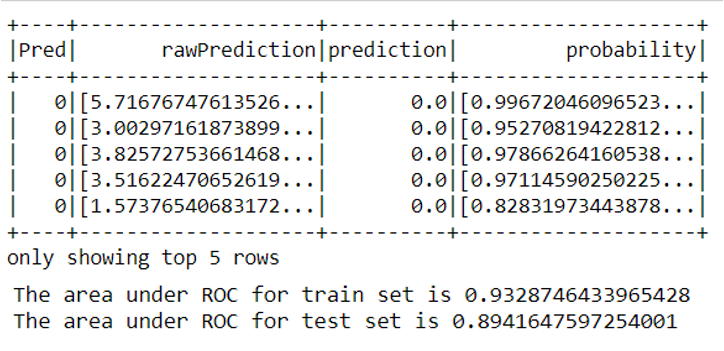 +----+--------------------+----------+--------------------+
|Pred|       rawPrediction|prediction|         probability|
+----+--------------------+----------+--------------------+
|   0|[5.71676747613526...|       0.0|[0.99672046096523...|
|   0|[3.00297161873899...|       0.0|[0.95270819422812...|
|   0|[3.82572753661468...|       0.0|[0.97866264160538...|
|   0|[3.51622470652619...|       0.0|[0.97114590250225...|
|   0|[1.57376540683172...|       0.0|[0.82831973443878...|
+----+--------------------+----------+--------------------+
only showing top 5 rows
The area under ROC for train set is 0.9328746433965428
The area under ROC for test set is 0.8941647597254001